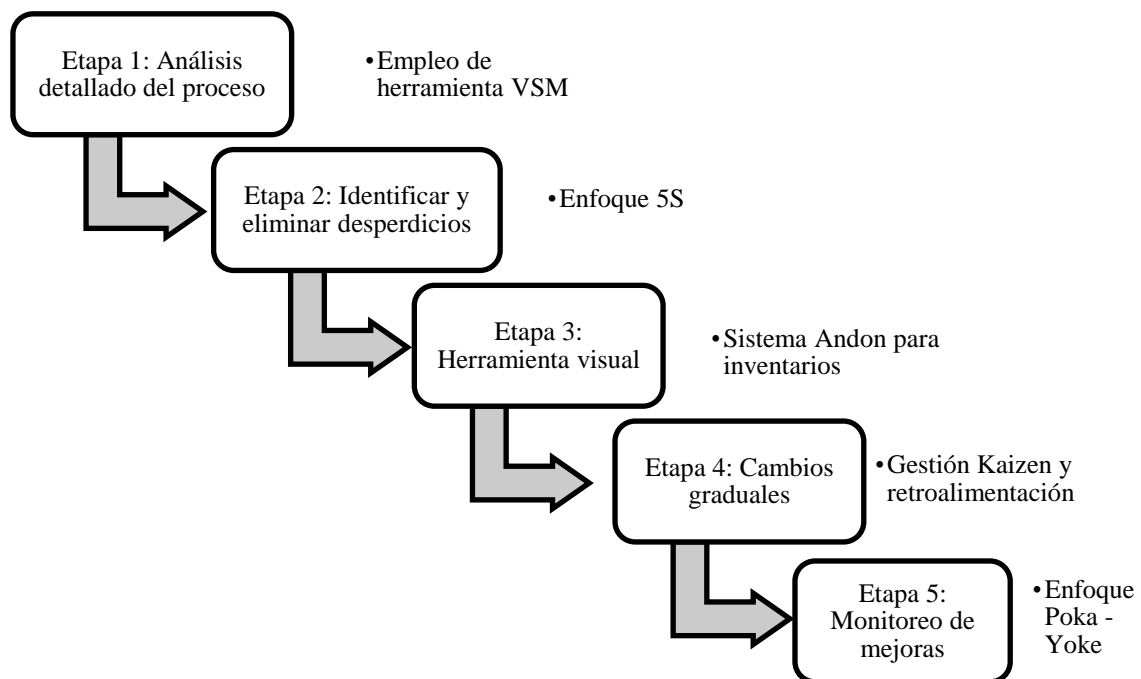 Etapa 1: Análisis
detallado del proceso
•Empleo de
herramienta VSM
Etapa 2: Identificar y
eliminar desperdicios
•Enfoque 5S
Etapa 3:
Herramienta visual
•Sistema Andon para
inventarios
Etapa 4: Cambios
graduales
•Gestión Kaizen y
retroalimentación
Etapa 5:
Monitoreo de
mejoras
•Enfoque
Poka -
Yoke